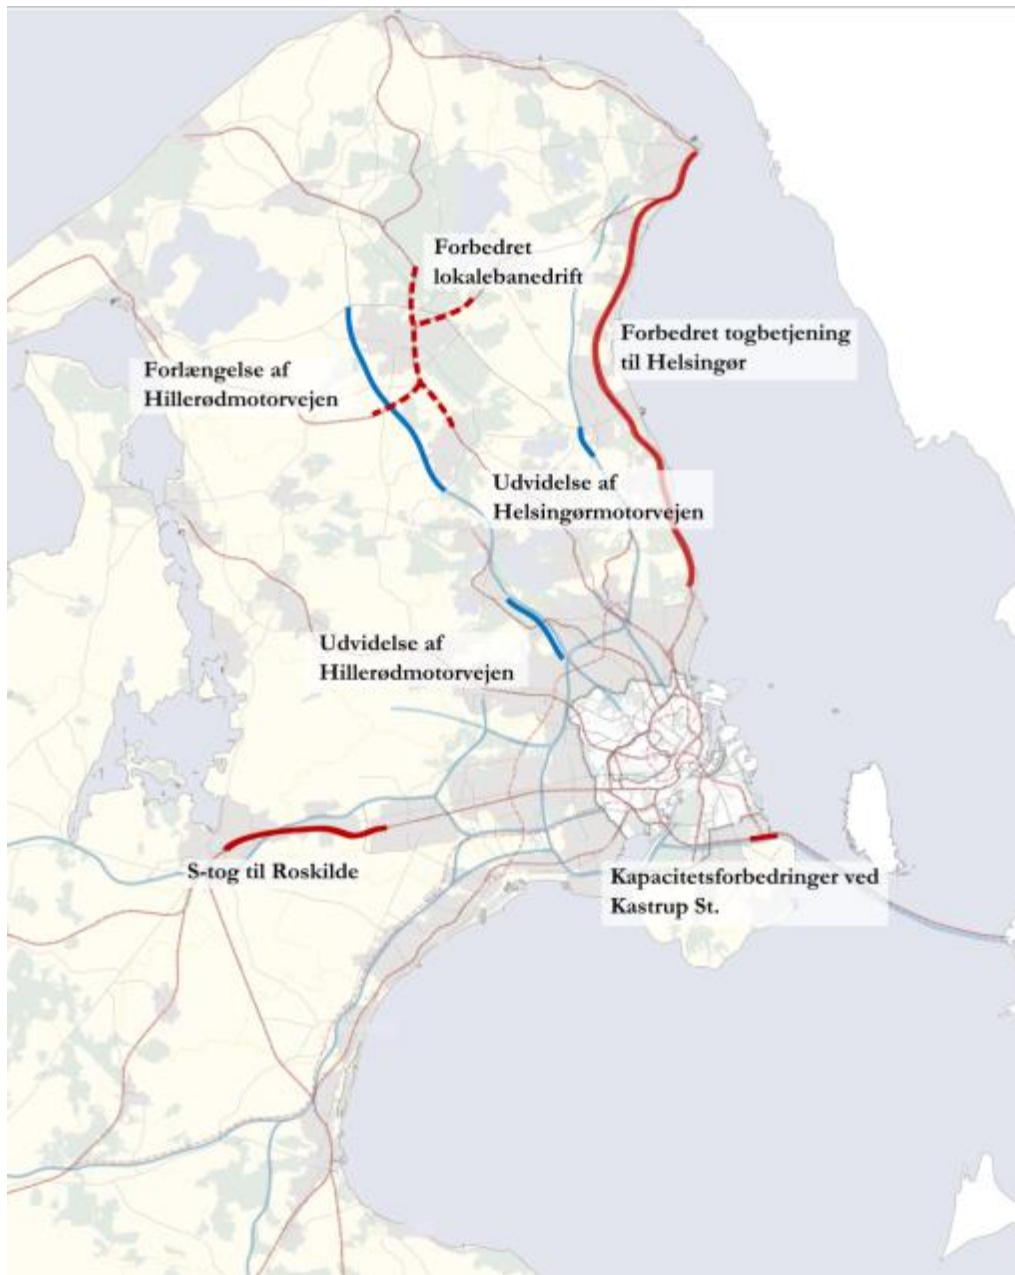 Forbedret
lokalebanedrift
Forbedret togbetjening
til Helsingør
Forlængelse af
Hillerødmotorvejen
Udvidelse af
Helsingørmotorvejen
Udvidelse af
Hillerødmotorvejen
S-tog til Roskilde
Kapacitetsforbedringer ved
Kastrup St.